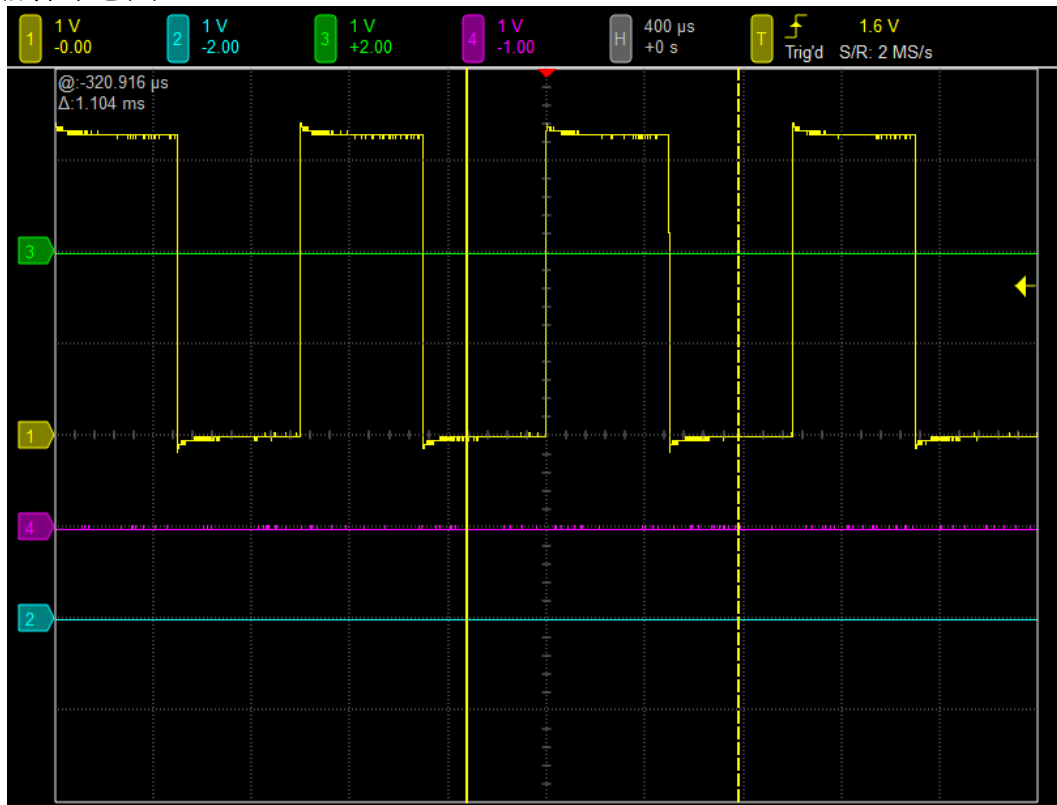 1 1 V -0.00
2 1 V -2.00
3 1 V +2.00
4 1 V -1.00
H 400 µs +0 s
T Trig'd 1.6 V S/R: 2 MS/s
@:-320.916 µs
Δ:1.104 ms
3
1
4
2